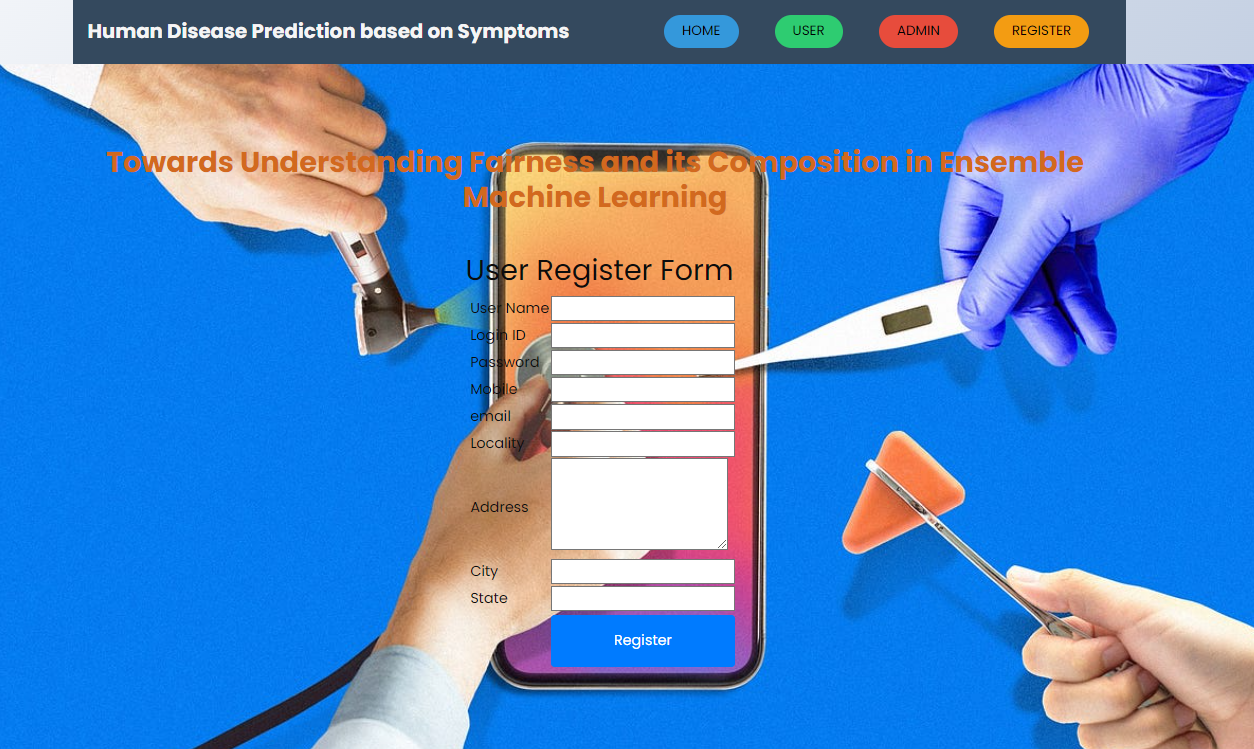 Human Disease Prediction based on Symptoms
HOME
USER
ADMIN
REGISTER
Towards Understanding Fairness and its Composition in Ensemble
Machine Learning
User Register Form
User Name
Login ID
Password
Mobile
email
Locality
Address
City
State
Register